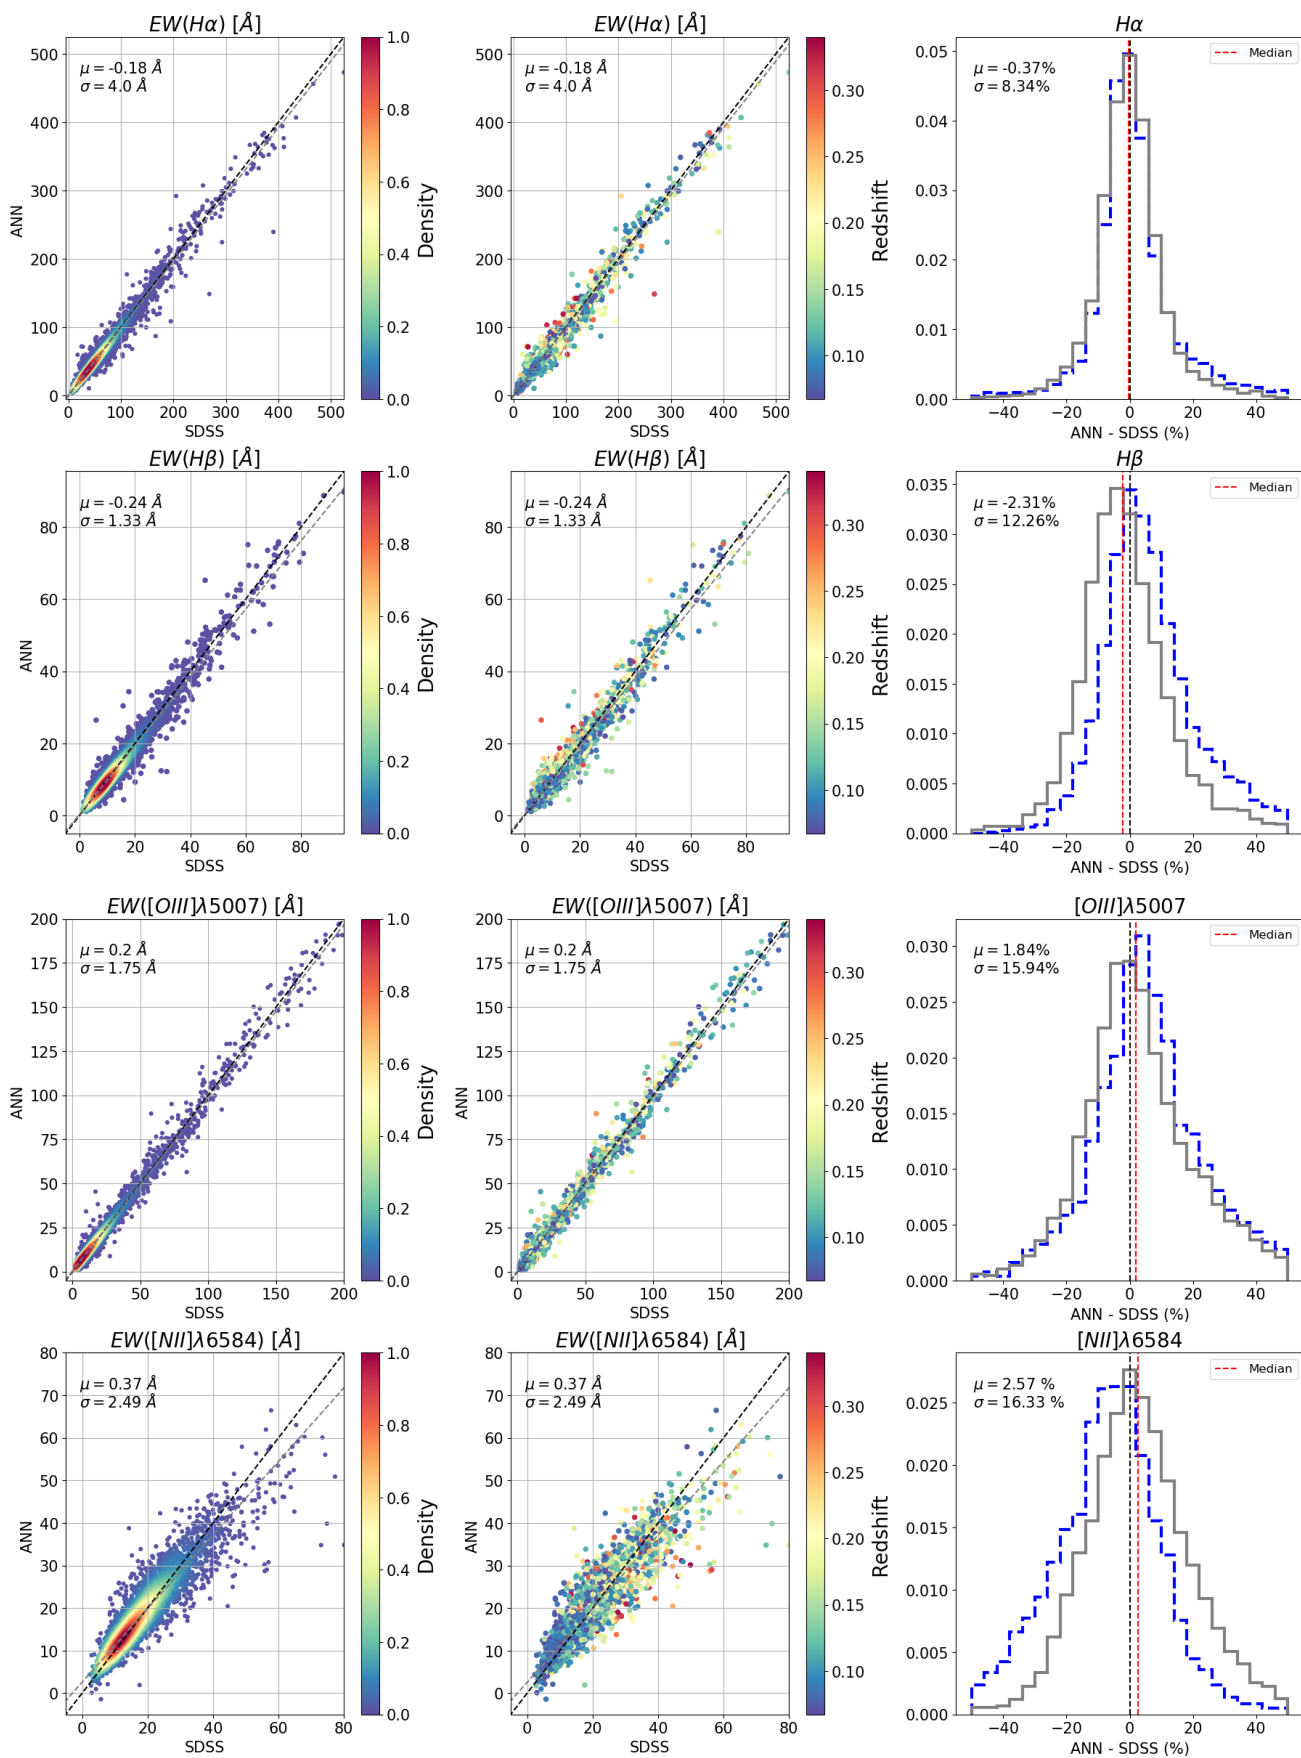 EW(Hα) [Å]
μ = -0.18 Å
σ = 4.0 Å
500
400
300
200
100
0
ANN
0 100 200 300 400 500
SDSS
1.0
0.8
0.6
0.4
0.2
0.0
Density
EW(Hα) [Å]
μ = -0.18 Å
σ = 4.0 Å
500
400
300
200
100
0
ANN
0 100 200 300 400 500
SDSS
0.30
0.25
0.20
0.15
0.10
Redshift
Hα
μ = -0.37%
σ = 8.34%
Median
0.05
0.04
0.03
0.02
0.01
0.00
−40 −20 0 20 40
ANN - SDSS (%)
EW(Hβ) [Å]
μ = -0.24 Å
σ = 1.33 Å
80
60
40
20
0
ANN
0 20 40 60 80
SDSS
1.0
0.8
0.6
0.4
0.2
0.0
Density
EW(Hβ) [Å]
μ = -0.24 Å
σ = 1.33 Å
80
60
40
20
0
ANN
0 20 40 60 80
SDSS
0.30
0.25
0.20
0.15
0.10
Redshift
Hβ
μ = -2.31%
σ = 12.26%
Median
0.035
0.030
0.025
0.020
0.015
0.010
0.005
0.000
−40 −20 0 20 40
ANN - SDSS (%)
EW([OIII]λ5007) [Å]
μ = 0.2 Å
σ = 1.75 Å
200
175
150
125
100
75
50
25
0
ANN
0 50 100 150 200
SDSS
1.0
0.8
0.6
0.4
0.2
0.0
Density
EW([OIII]λ5007) [Å]
μ = 0.2 Å
σ = 1.75 Å
200
175
150
125
100
75
50
25
0
ANN
0 50 100 150 200
SDSS
0.30
0.25
0.20
0.15
0.10
Redshift
[OIII]λ5007
μ = 1.84%
σ = 15.94%
Median
0.030
0.025
0.020
0.015
0.010
0.005
0.000
−40 −20 0 20 40
ANN - SDSS (%)
EW([NII]λ6584) [Å]
μ = 0.37 Å
σ = 2.49 Å
80
70
60
50
40
30
20
10
0
ANN
0 20 40 60 80
SDSS
1.0
0.8
0.6
0.4
0.2
0.0
Density
EW([NII]λ6584) [Å]
μ = 0.37 Å
σ = 2.49 Å
80
70
60
50
40
30
20
10
0
ANN
0 20 40 60 80
SDSS
0.30
0.25
0.20
0.15
0.10
Redshift
[NII]λ6584
μ = 2.57 %
σ = 16.33 %
Median
0.025
0.020
0.015
0.010
0.005
0.000
−40 −20 0 20 40
ANN - SDSS (%)